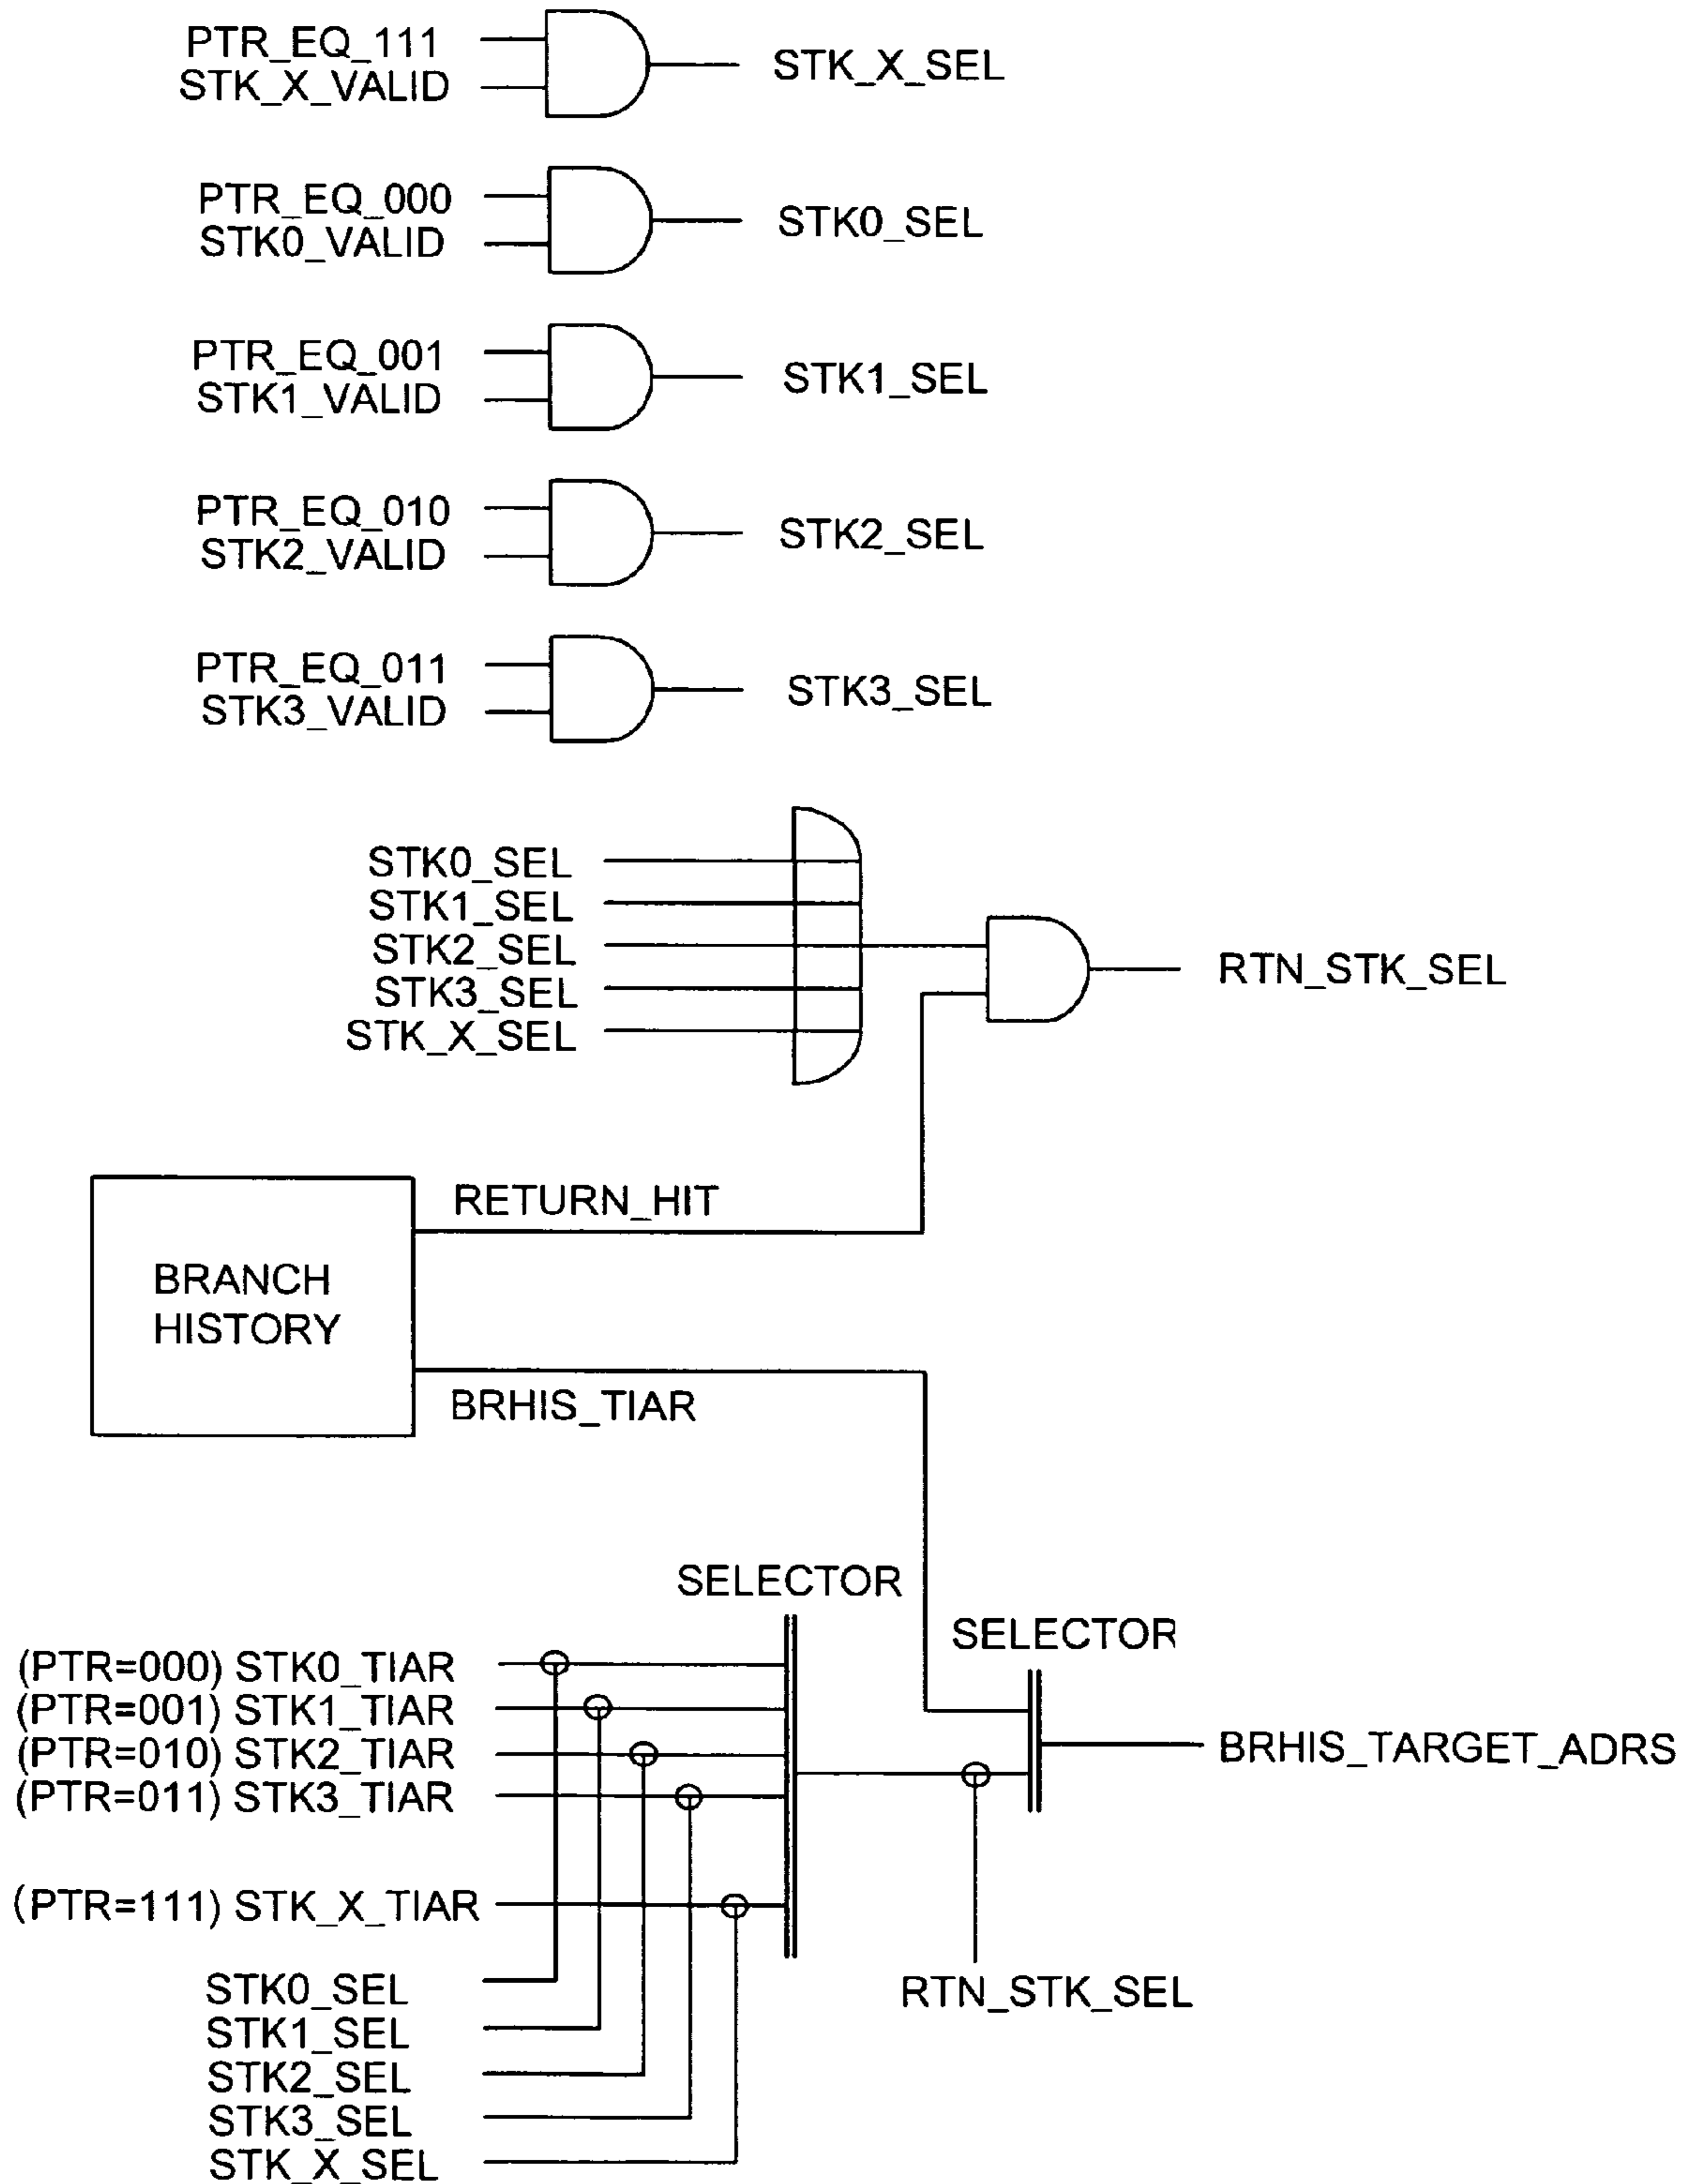 PTR_EQ_111
STK_X_VALID
STK_X_SEL
PTR_EQ_000
STK0_VALID
STK0_SEL
PTR_EQ_001
STK1_VALID
STK1_SEL
PTR_EQ_010
STK2_VALID
STK2_SEL
PTR_EQ_011
STK3_VALID
STK3_SEL
STK0_SEL
STK1_SEL
STK2_SEL
STK3_SEL
STK_X_SEL
RTN_STK_SEL
RETURN_HIT
BRANCH
HISTORY
BRHIS_TIAR
SELECTOR
SELECTOR
(PTR=000) STK0_TIAR
(PTR=001) STK1_TIAR
(PTR=010) STK2_TIAR
(PTR=011) STK3_TIAR
(PTR=111) STK_X_TIAR
BRHIS_TARGET_ADRS
RTN_STK_SEL
STK0_SEL
STK1_SEL
STK2_SEL
STK3_SEL
STK_X_SEL